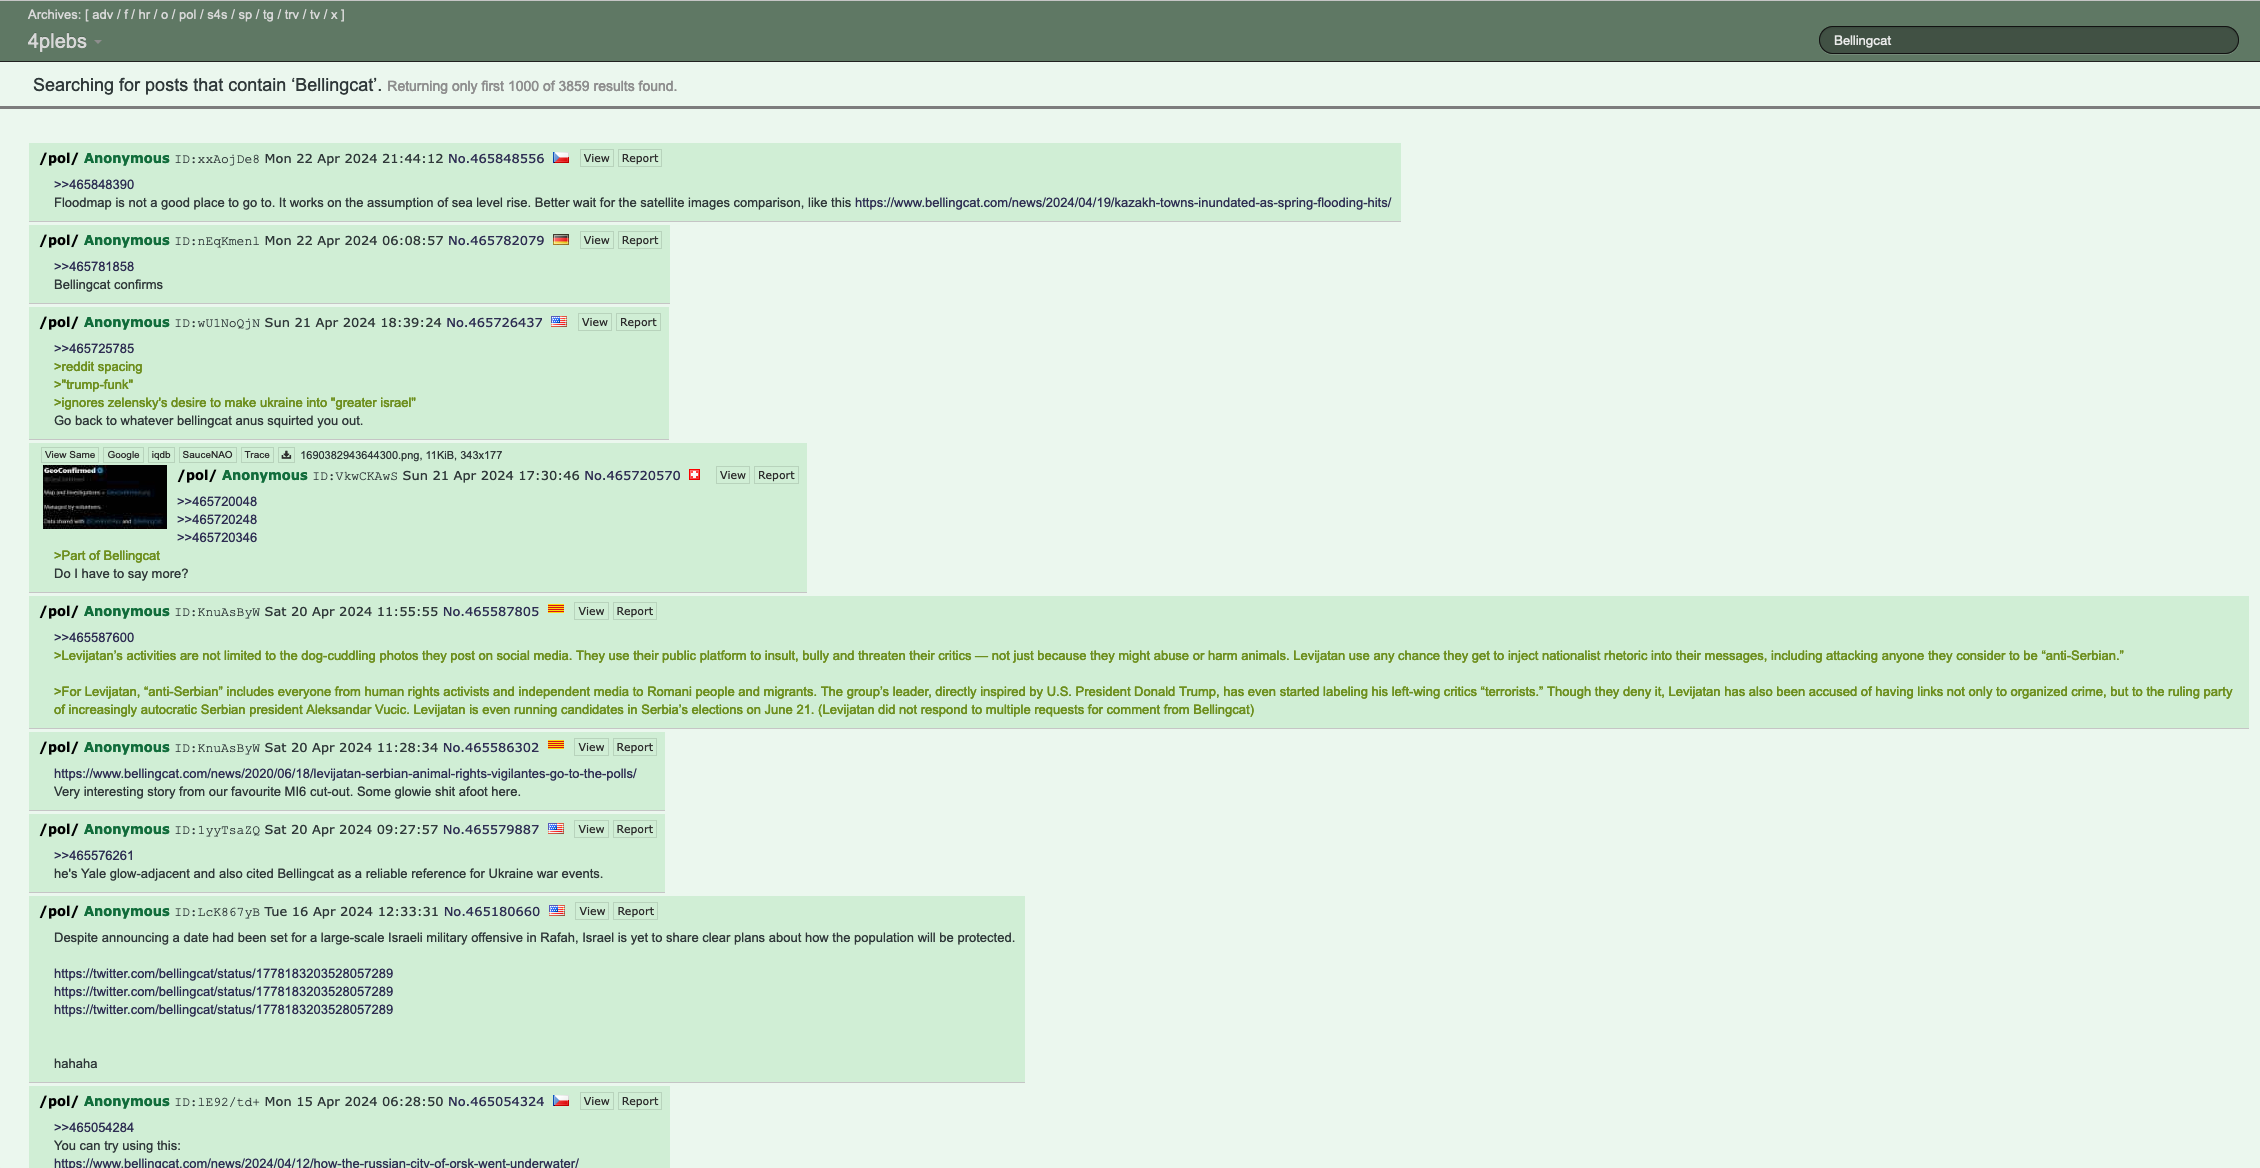 Archives: [ adv / f / hr / o / pol / s4s / sp / tg / trv / tv / x ]
4plebs
Bellingcat
Searching for posts that contain ‘Bellingcat’. Returning only first 1000 of 3859 results found.
/pol/ Anonymous ID:xxAojDe8 Mon 22 Apr 2024 21:44:12 No.465848556 View Report
>>465848390
Floodmap is not a good place to go to. It works on the assumption of sea level rise. Better wait for the satellite images comparison, like this https://www.bellingcat.com/news/2024/04/19/kazakh-towns-inundated-as-spring-flooding-hits/
/pol/ Anonymous ID:nEqKmenl Mon 22 Apr 2024 06:08:57 No.465782079 View Report
>>465781858
Bellingcat confirms
/pol/ Anonymous ID:wUlNoQjN Sun 21 Apr 2024 18:39:24 No.465726437 View Report
>>465725785
>reddit spacing
>"trump-funk"
>ignores zelensky's desire to make ukraine into "greater israel"
Go back to whatever bellingcat anus squirted you out.
View Same Google iqdb SauceNAO Trace 1690382943644300.png, 11KiB, 343x177
GeoConfirmed
Managed by volunteers.
/pol/ Anonymous ID:VkwCKAwS Sun 21 Apr 2024 17:30:46 No.465720570 View Report
>>465720048
>>465720248
>>465720346
>Part of Bellingcat
Do I have to say more?
/pol/ Anonymous ID:KnuAsByW Sat 20 Apr 2024 11:55:55 No.465587805 View Report
>>465587600
>Levijatan’s activities are not limited to the dog-cuddling photos they post on social media. They use their public platform to insult, bully and threaten their critics — not just because they might abuse or harm animals. Levijatan use any chance they get to inject nationalist rhetoric into their messages, including attacking anyone they consider to be “anti-Serbian.”
>For Levijatan, “anti-Serbian” includes everyone from human rights activists and independent media to Romani people and migrants. The group’s leader, directly inspired by U.S. President Donald Trump, has even started labeling his left-wing critics “terrorists.” Though they deny it, Levijatan has also been accused of having links not only to organized crime, but to the ruling party
of increasingly autocratic Serbian president Aleksandar Vucic. Levijatan is even running candidates in Serbia’s elections on June 21. (Levijatan did not respond to multiple requests for comment from Bellingcat)
/pol/ Anonymous ID:KnuAsByW Sat 20 Apr 2024 11:28:34 No.465586302 View Report
https://www.bellingcat.com/news/2020/06/18/levijatan-serbian-animal-rights-vigilantes-go-to-the-polls/
Very interesting story from our favourite MI6 cut-out. Some glowie shit afoot here.
/pol/ Anonymous ID:lyyTsaZQ Sat 20 Apr 2024 09:27:57 No.465579887 View Report
>>465576261
he's Yale glow-adjacent and also cited Bellingcat as a reliable reference for Ukraine war events.
/pol/ Anonymous ID:LcK867yB Tue 16 Apr 2024 12:33:31 No.465180660 View Report
Despite announcing a date had been set for a large-scale Israeli military offensive in Rafah, Israel is yet to share clear plans about how the population will be protected.
https://twitter.com/bellingcat/status/1778183203528057289
https://twitter.com/bellingcat/status/1778183203528057289
https://twitter.com/bellingcat/status/1778183203528057289
hahaha
/pol/ Anonymous ID:lE92/td+ Mon 15 Apr 2024 06:28:50 No.465054324 View Report
>>465054284
You can try using this:
https://www.bellingcat.com/news/2024/04/12/how-the-russian-city-of-orsk-went-underwater/